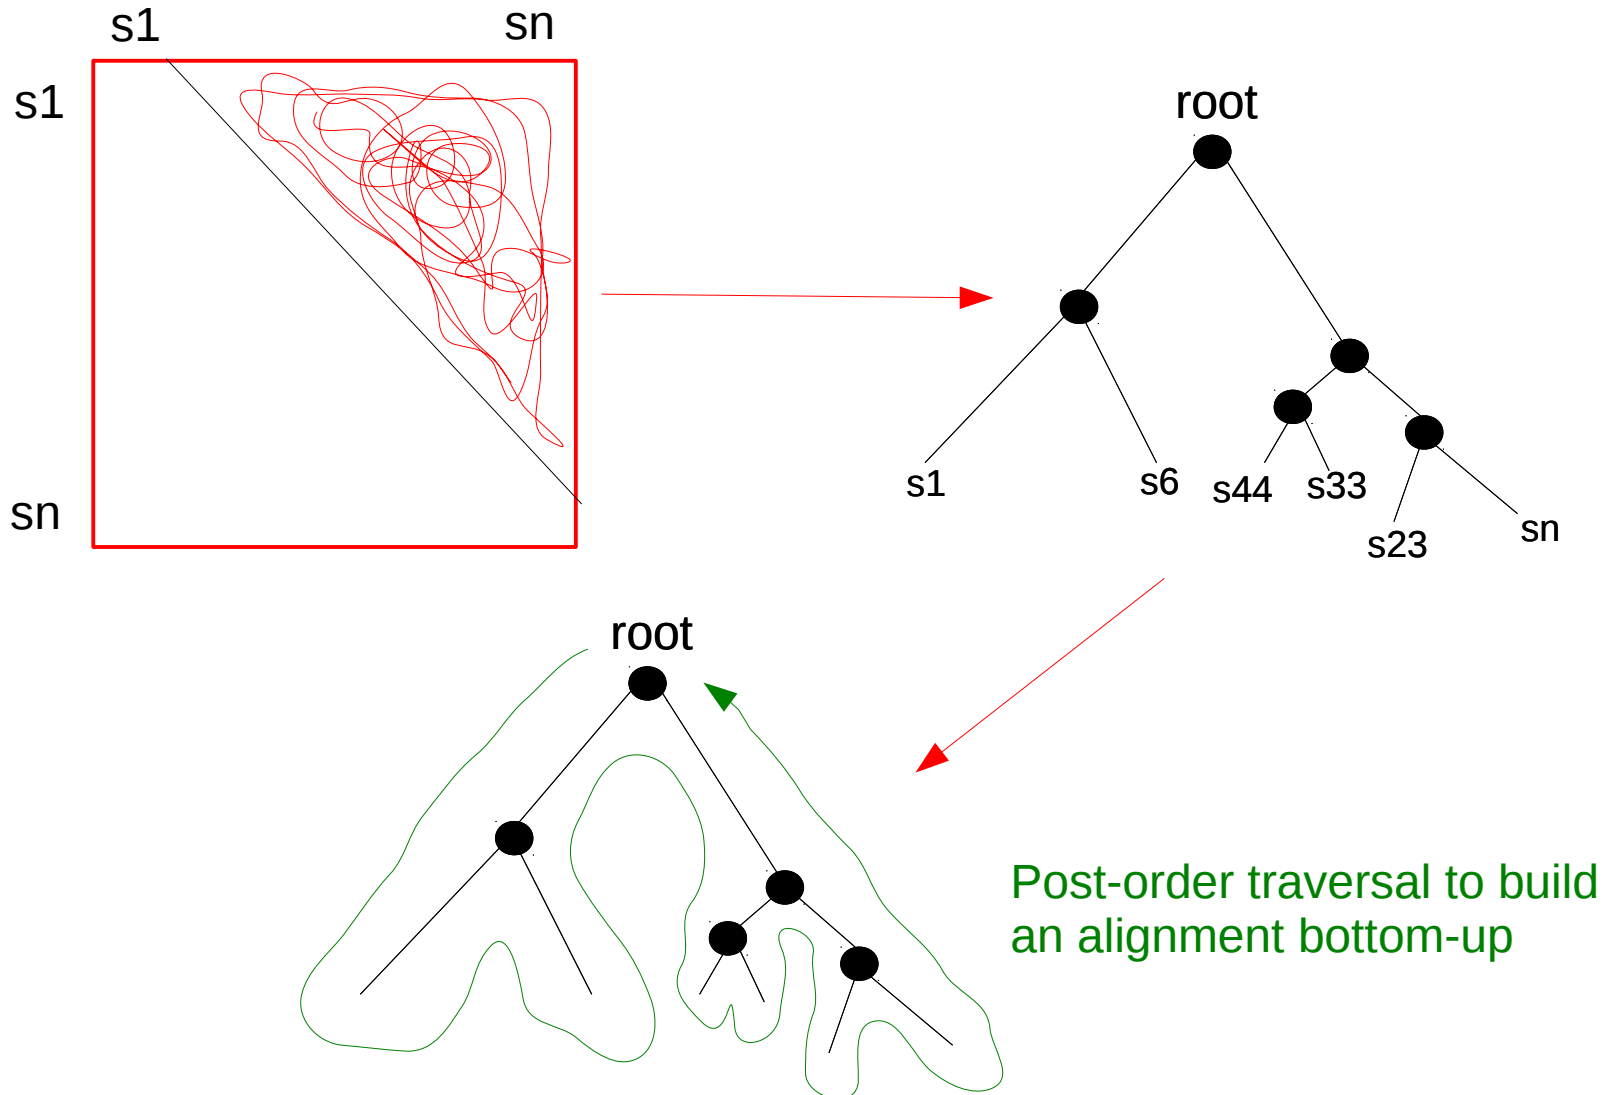 s1 sn
s1
sn
root
s1 s6 s44 s33
s23 sn
root
Post-order traversal to build
an alignment bottom-up